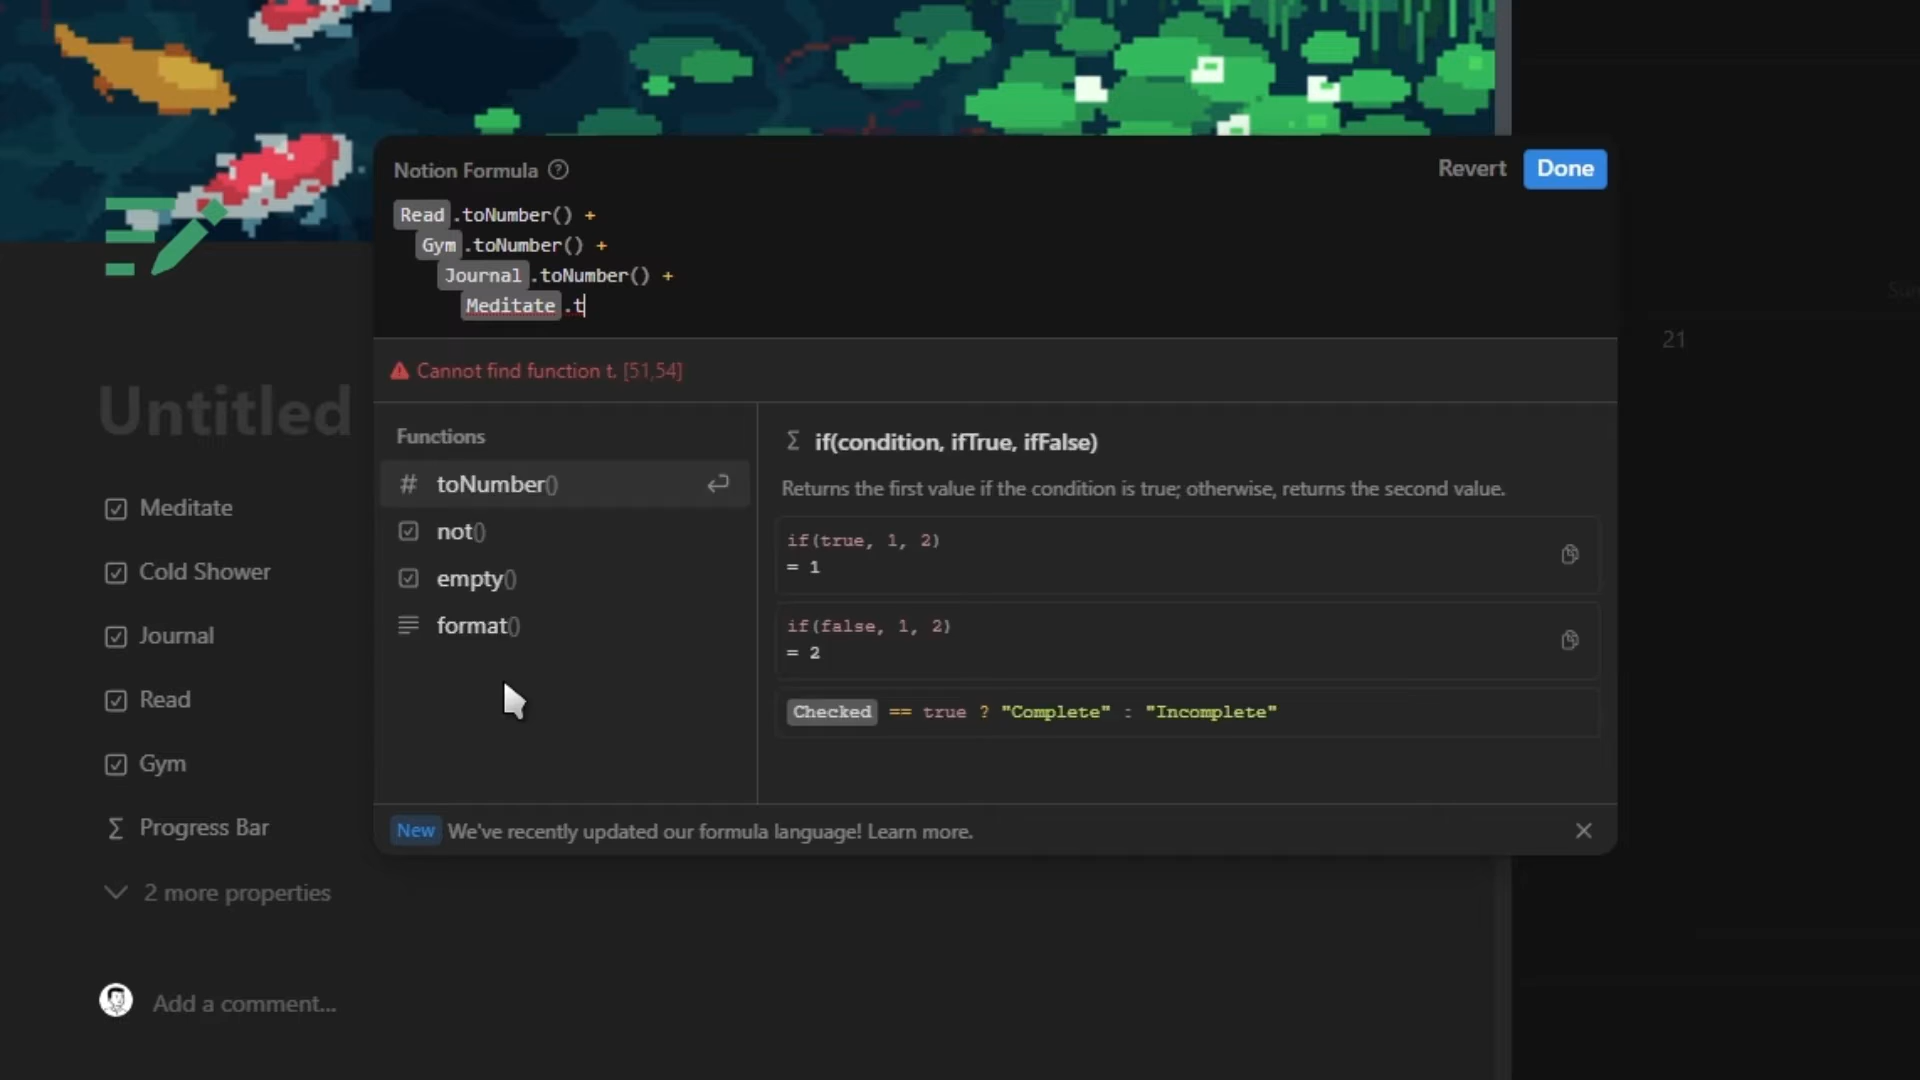 Notion Formula
Revert
Done
Read .toNumber() +
Gym .toNumber() +
Journal .toNumber() +
Meditate .t
Cannot find function t. [51,54]
21
Untitled
Functions
toNumber()
not()
empty()
format()
if(condition, ifTrue, ifFalse)
Returns the first value if the condition is true; otherwise, returns the second value.
if(true, 1, 2)
= 1
if(false, 1, 2)
= 2
Checked == true ? "Complete" : "Incomplete"
New We've recently updated our formula language! Learn more.
Meditate
Cold Shower
Journal
Read
Gym
Progress Bar
2 more properties
Add a comment...